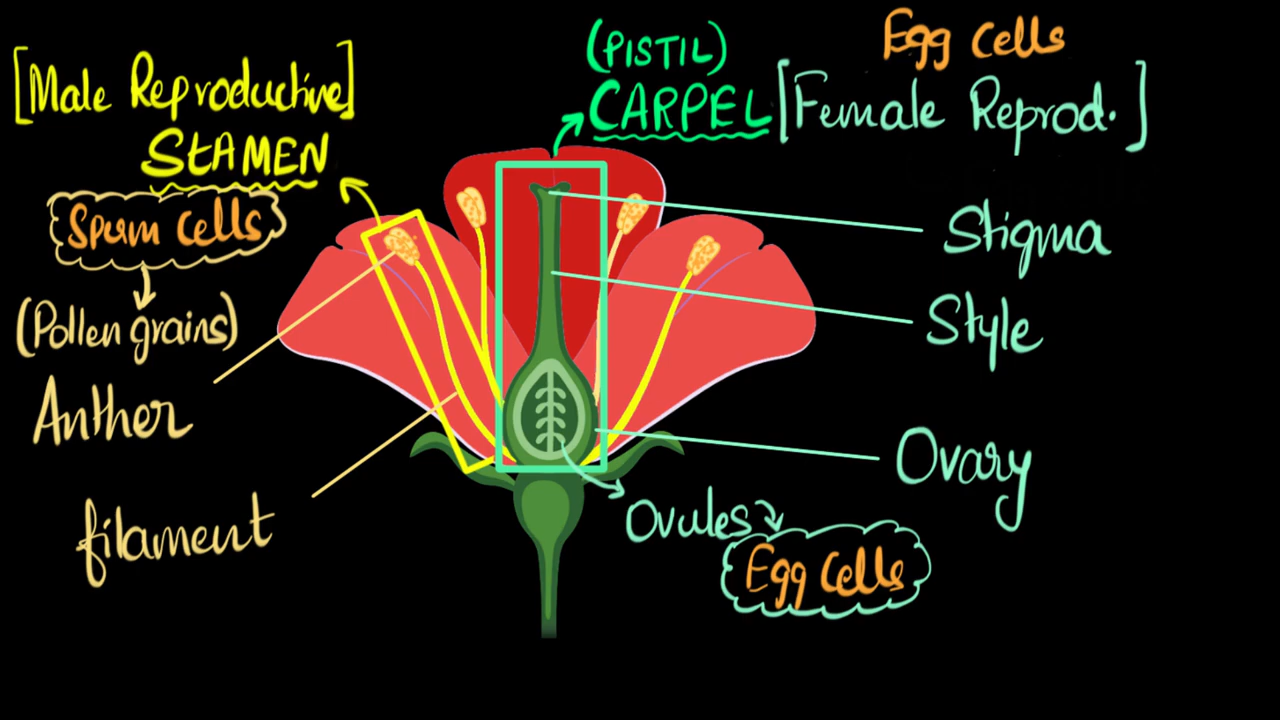 [Male Reproductive]
STAMEN
Sperm Cells
(Pollen grains)
Anther
filament
(PISTIL)
CARPEL
Egg Cells
[Female Reprod.]
Stigma
Style
Ovary
Ovules
Egg Cells